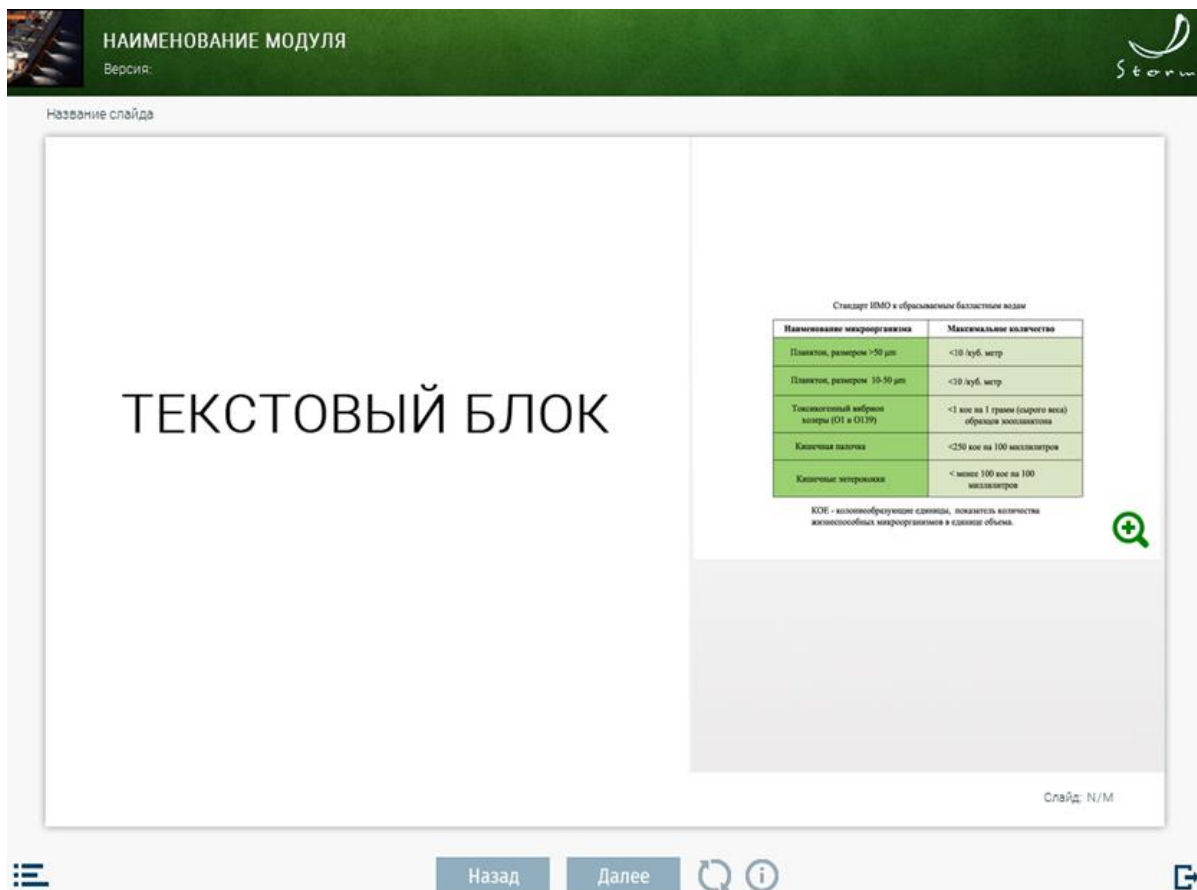 НАИМЕНОВАНИЕ МОДУЛЯ
Версия:
Storm
Название слайда
ТЕКСТОВЫЙ БЛОК
Стандарт ИМО к сбрасываемым балластным водам
Наименование микроорганизма Максимальное количество
Планктон, размером >50 μm <10 /куб. метр
Планктон, размером 10-50 μm <10 /куб. метр
Токсикогенный вибрион <1 кое на 1 грамм (сырого веса)
холеры (О1 и О139) образцов зоопланктона
Кишечная палочка <250 кое на 100 миллилитров
Кишечные энтерококки < менее 100 кое на 100
миллилитров
КОЕ - колониеобразующие единицы, показатель количества
жизнеспособных микроорганизмов в единице объема.
Слайд: N/M
Назад Далее